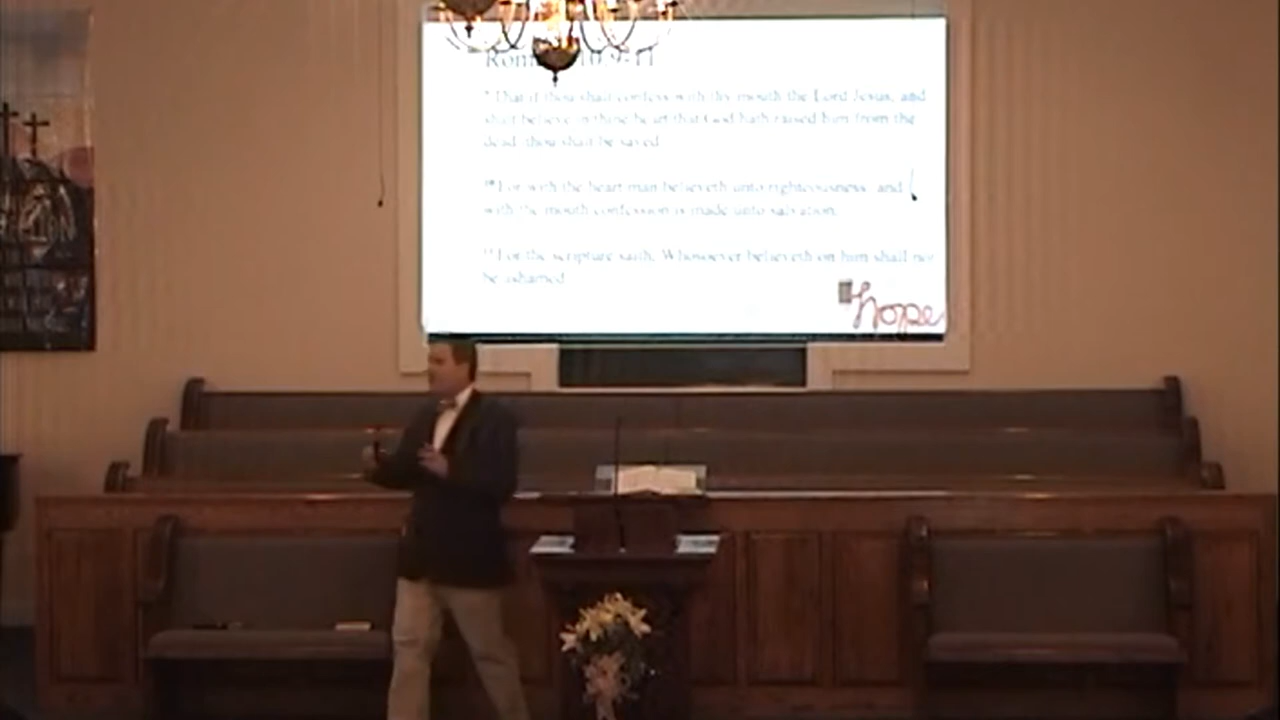 Rom 10:9-11
9 That if thou shalt confess with thy mouth the Lord Jesus, and
shalt believe in thine heart that God hath raised him from the
dead, thou shalt be saved.
10 For with the heart man believeth unto righteousness; and
with the mouth confession is made unto salvation.
11 For the scripture saith, Whosoever believeth on him shall not
be ashamed.
hope